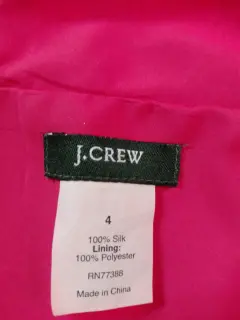 J.CREW
4
100% Silk
Lining:
100% Polyester
RN77388
Made in China